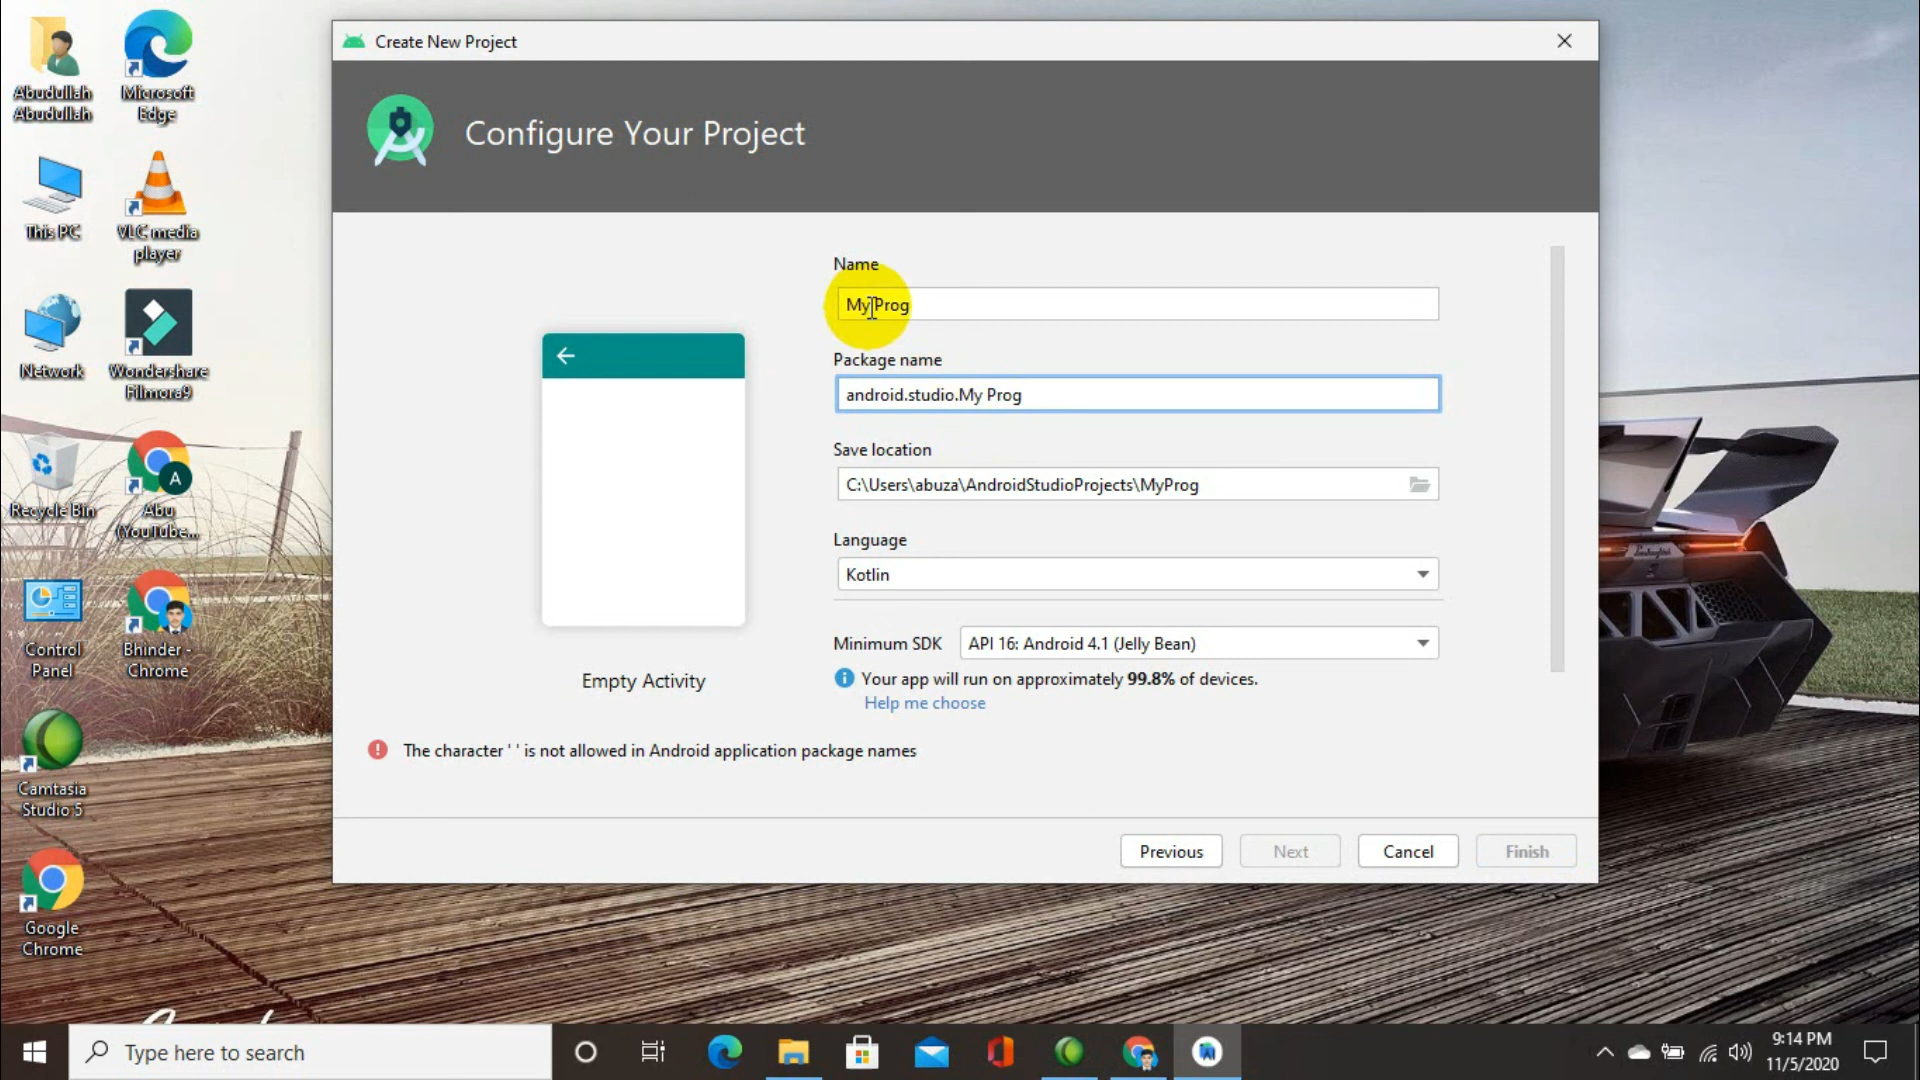 Create New Project
Configure Your Project
Name
My Prog
Package name
android.studio.My Prog
Save location
C:\Users\abuza\AndroidStudioProjects\MyProg
Language
Kotlin
Minimum SDK
API 16: Android 4.1 (Jelly Bean)
Your app will run on approximately 99.8% of devices.
Help me choose
Empty Activity
The character ' ' is not allowed in Android application package names
Previous
Next
Cancel
Finish
Abudullah
Abudullah
Microsoft
Edge
This PC
VLC media
player
Network
Wondershare
Filmora9
Recycle Bin
A
Abu
(YouTube...
Control
Panel
Bhinder -
Chrome
Camtasia
Studio 5
Google
Chrome
Type here to search
9:14 PM
11/5/2020